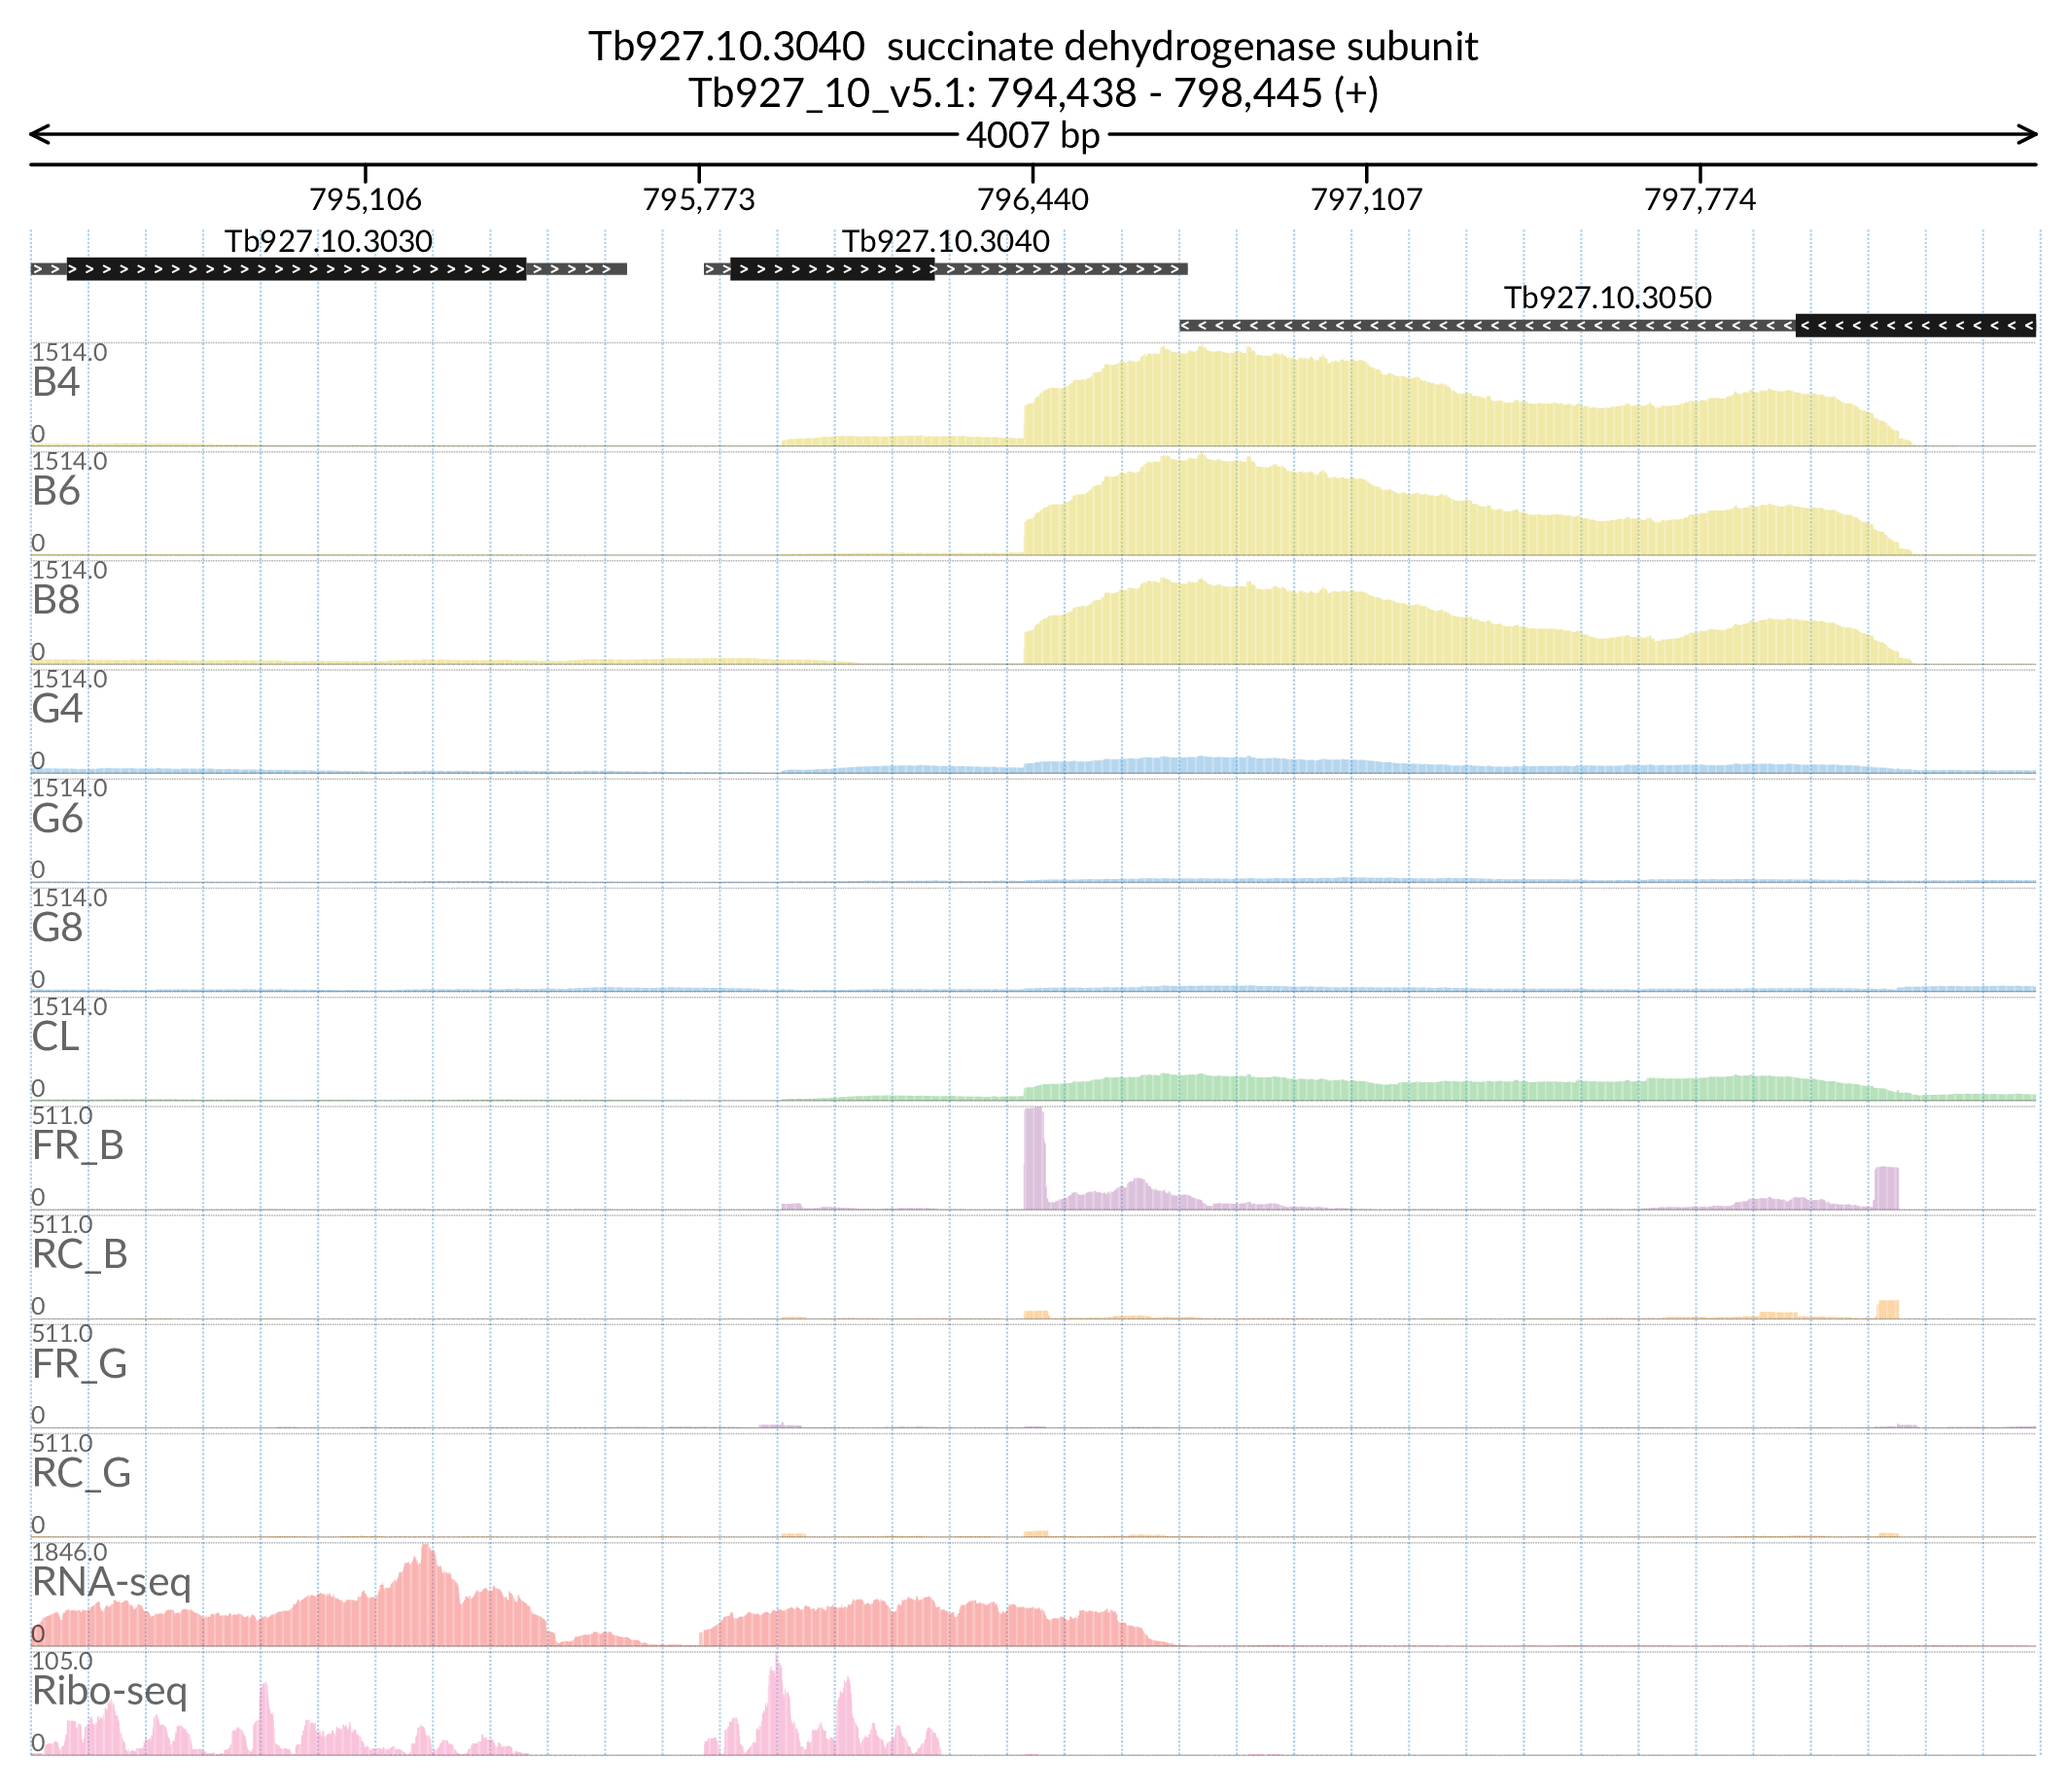 Tb927.10.3040 succinate dehydrogenase subunit
Tb927_10_v5.1: 794,438 - 798,445 (+)
4007 bp
795,106 795,773 796,440 797,107 797,774
Tb927.10.3030 Tb927.10.3040
Tb927.10.3050
1514.0
B4
0
1514.0
B6
0
1514.0
B8
0
1514.0
G4
0
1514.0
G6
0
1514.0
G8
0
1514.0
CL
0
511.0
FR_B
0
511.0
RC_B
0
511.0
FR_G
0
511.0
RC_G
0
1846.0
RNA-seq
0
105.0
Ribo-seq
0